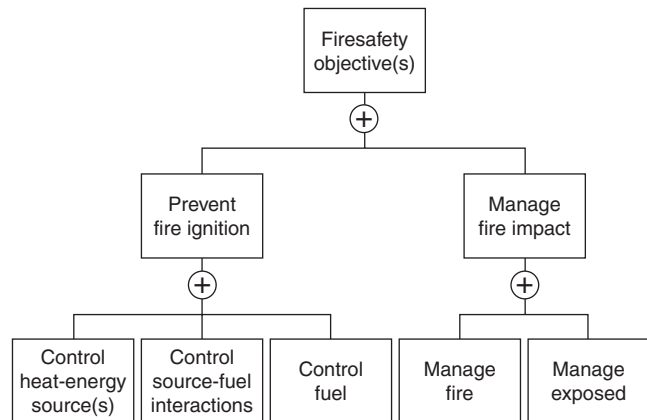 Firesafety
objective(s)
+
Prevent
fire ignition
Manage
fire impact
+
+
Control
heat-energy
source(s)
Control
source-fuel
interactions
Control
fuel
Manage
fire
Manage
exposed